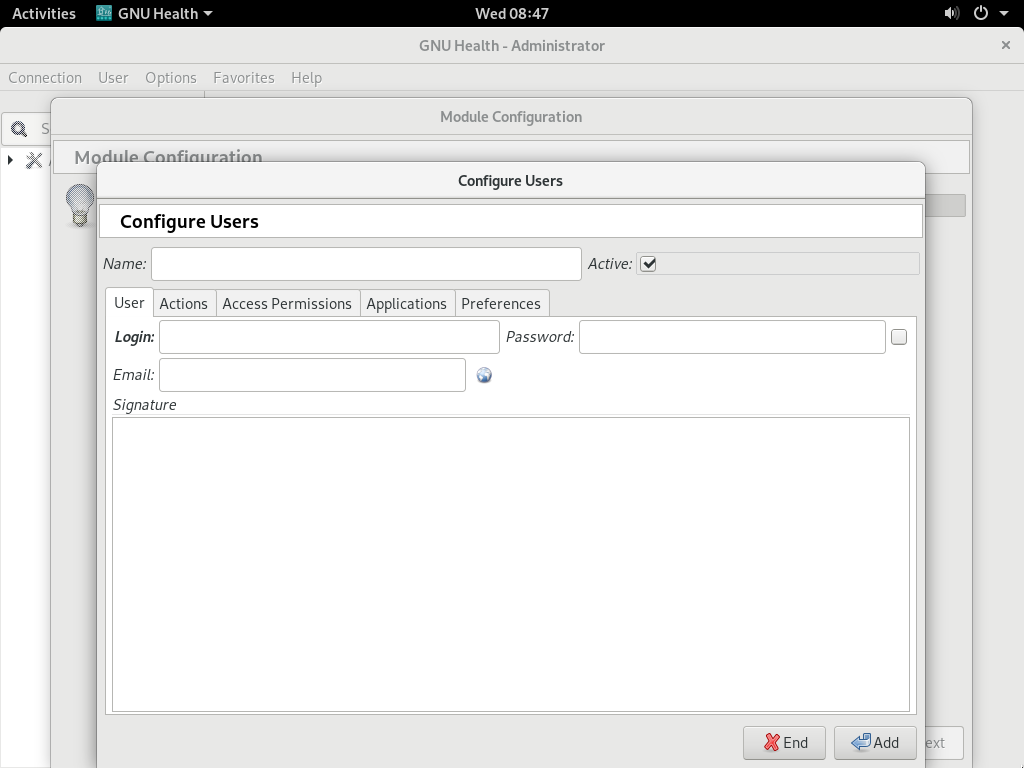 Activities GNU Health Wed 08:47
GNU Health - Administrator
Connection User Options Favorites Help
Module Configuration
S
Module Configuration
Configure Users
Configure Users
Name: Active:
User Actions Access Permissions Applications Preferences
Login: Password:
Email:
Signature
End Add ext